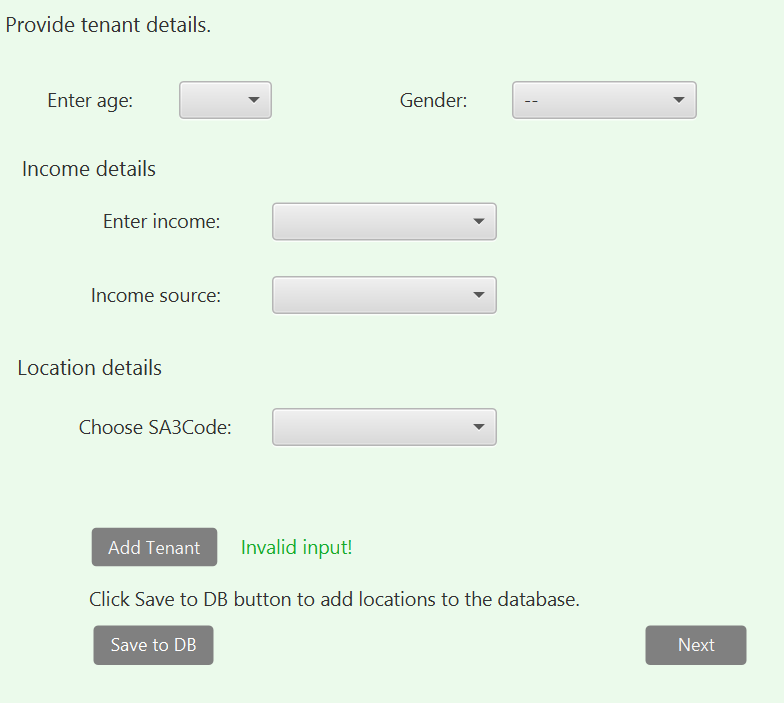 Provide tenant details.
Enter age:
Gender:
--
Income details
Enter income:
Income source:
Location details
Choose SA3Code:
Add Tenant
Invalid input!
Click Save to DB button to add locations to the database.
Save to DB
Next